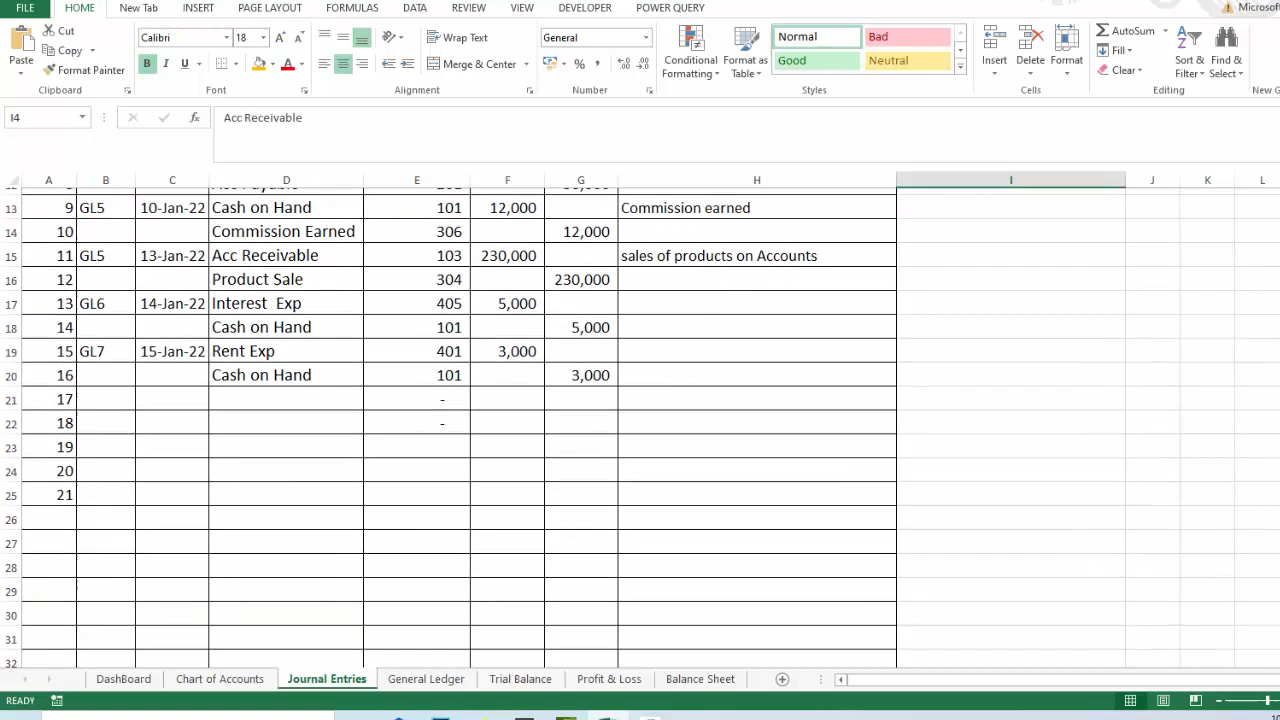 FILE HOME New Tab INSERT PAGE LAYOUT FORMULAS DATA REVIEW VIEW DEVELOPER POWER QUERY Microsof
Cut
Copy
Format Painter
Paste
Clipboard
Calibri 18
B I U
Font
Wrap Text
Merge & Center
Alignment
General
%
Number
Conditional Formatting
Format as Table
Normal Bad
Good Neutral
Styles
Insert Delete Format
Cells
AutoSum
Fill
Clear
Sort & Filter
Find & Select
Editing
New G
I4 fx Acc Receivable
A B C D E F G H I J K L
13 9 GL5 10-Jan-22 Cash on Hand 101 12,000 Commission earned
14 10 Commission Earned 306 12,000
15 11 GL5 13-Jan-22 Acc Receivable 103 230,000 sales of products on Accounts
16 12 Product Sale 304 230,000
17 13 GL6 14-Jan-22 Interest Exp 405 5,000
18 14 Cash on Hand 101 5,000
19 15 GL7 15-Jan-22 Rent Exp 401 3,000
20 16 Cash on Hand 101 3,000
21 17 -
22 18 -
23 19
24 20
25 21
26
27
28
29
30
31
32
DashBoard Chart of Accounts Journal Entries General Ledger Trial Balance Profit & Loss Balance Sheet
READY